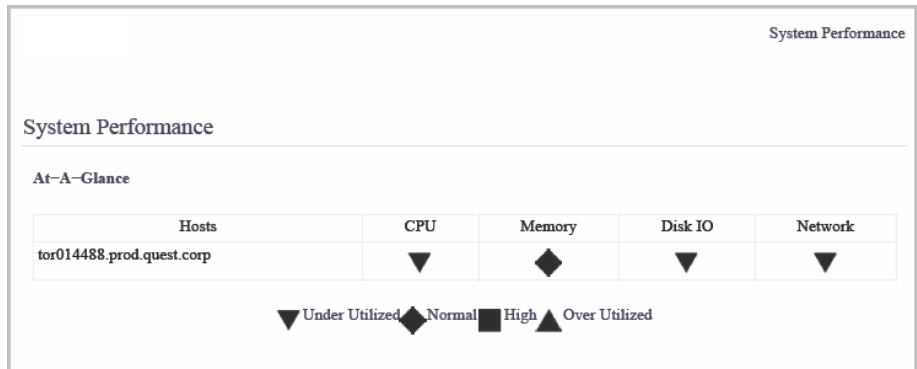 System Performance
System Performance
At-A-Glance
Hosts CPU Memory Disk IO Network
tor014488.prod.quest.corp
Under Utilized Normal High Over Utilized